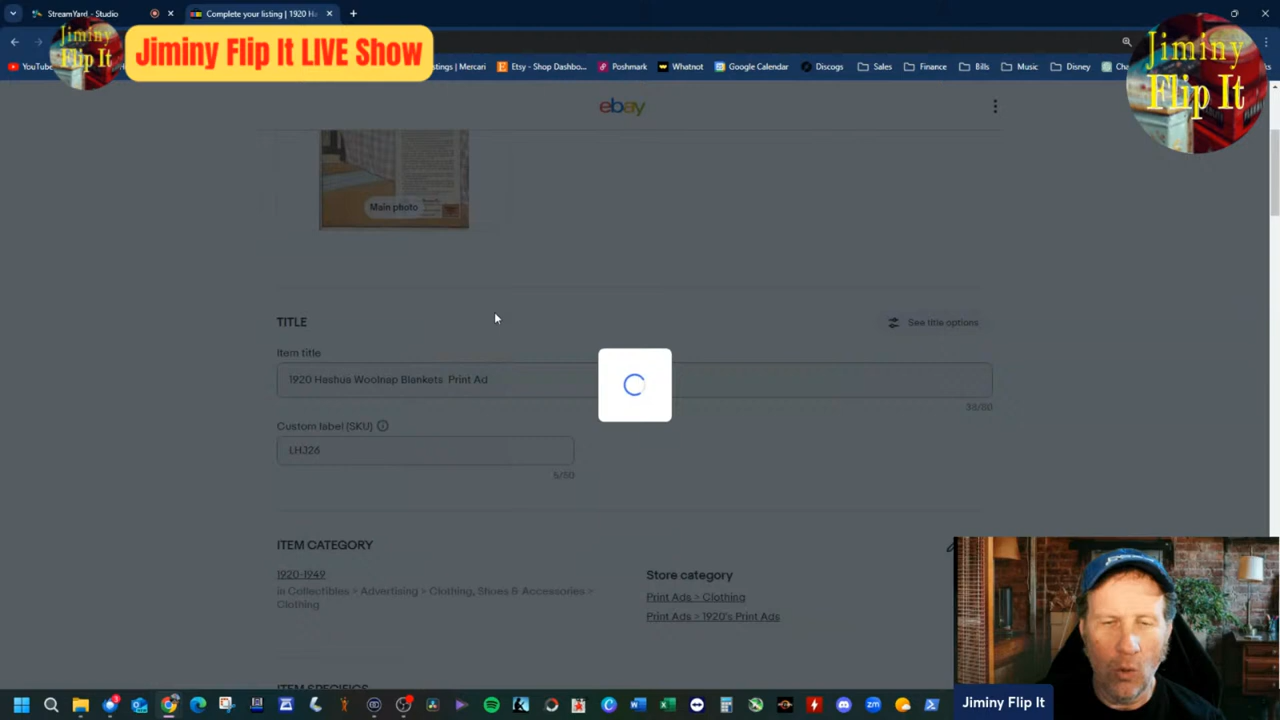 StreamYard - Studio
Complete your listing | 1920 Ha
Jiminy Flip It LIVE Show
Jiminy
Flip It
YouTube
stings | Mercari
Etsy - Shop Dashbo...
Poshmark
Whatnot
Google Calendar
Discogs
Sales
Finance
Bills
Music
Disney
Jiminy
Flip It
ebay
Main photo
TITLE
See title options
Item title
1920 Hashua Woolnap Blankets Print Ad
38/80
Custom label (SKU)
LHJ26
5/50
ITEM CATEGORY
1920-1949
in Collectibles > Advertising > Clothing, Shoes & Accessories >
Clothing
Store category
Print Ads > Clothing
Print Ads > 1920's Print Ads
ITEM SPECIFICS
Jiminy Flip It